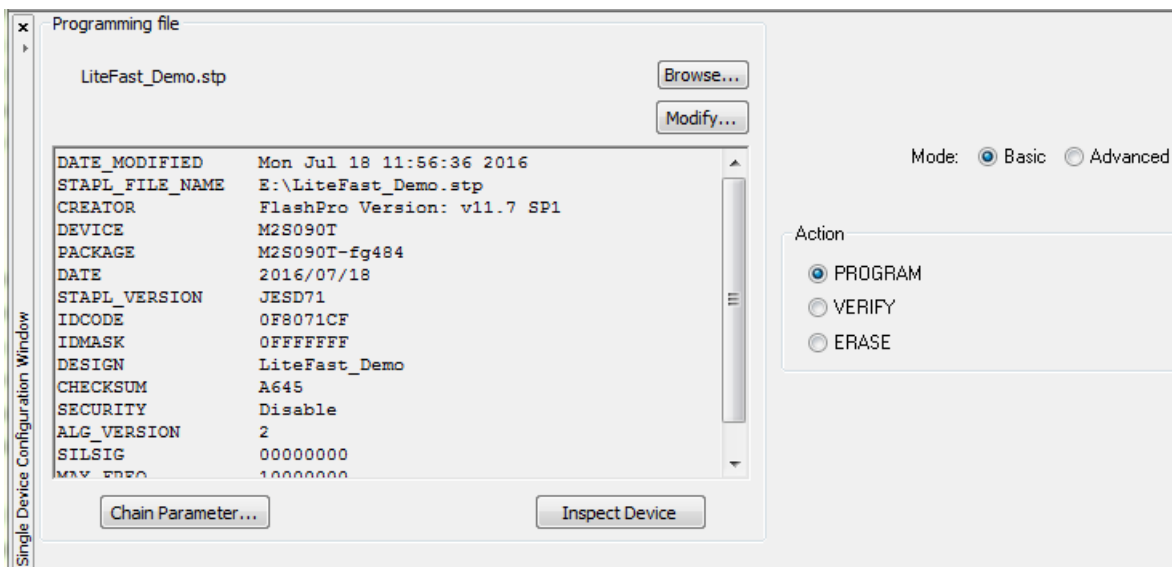 Programming file
LiteFast_Demo.stp
Browse...
Modify...
DATE_MODIFIED Mon Jul 18 11:56:36 2016
STAPL_FILE_NAME E:\LiteFast_Demo.stp
CREATOR FlashPro Version: v11.7 SP1
DEVICE M2S090T
PACKAGE M2S090T-fg484
DATE 2016/07/18
STAPL_VERSION JESD71
IDCODE 0F8071CF
IDMASK 0FFFFFFF
DESIGN LiteFast_Demo
CHECKSUM A645
SECURITY Disable
ALG_VERSION 2
SILSIG 00000000
MAX_FREQ 10000000
Chain Parameter...
Inspect Device
Mode: Basic Advanced
Action
PROGRAM
VERIFY
ERASE
Single Device Configuration Window